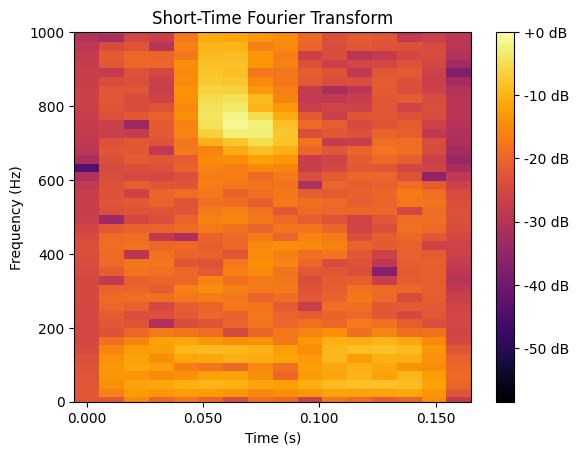 Short-Time Fourier Transform
Frequency (Hz)
1000
800
600
400
200
0
0.000
0.050
0.100
0.150
Time (s)
+0 dB
-10 dB
-20 dB
-30 dB
-40 dB
-50 dB